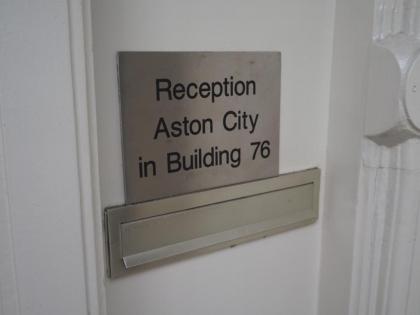 Reception
Aston City
in Building 76